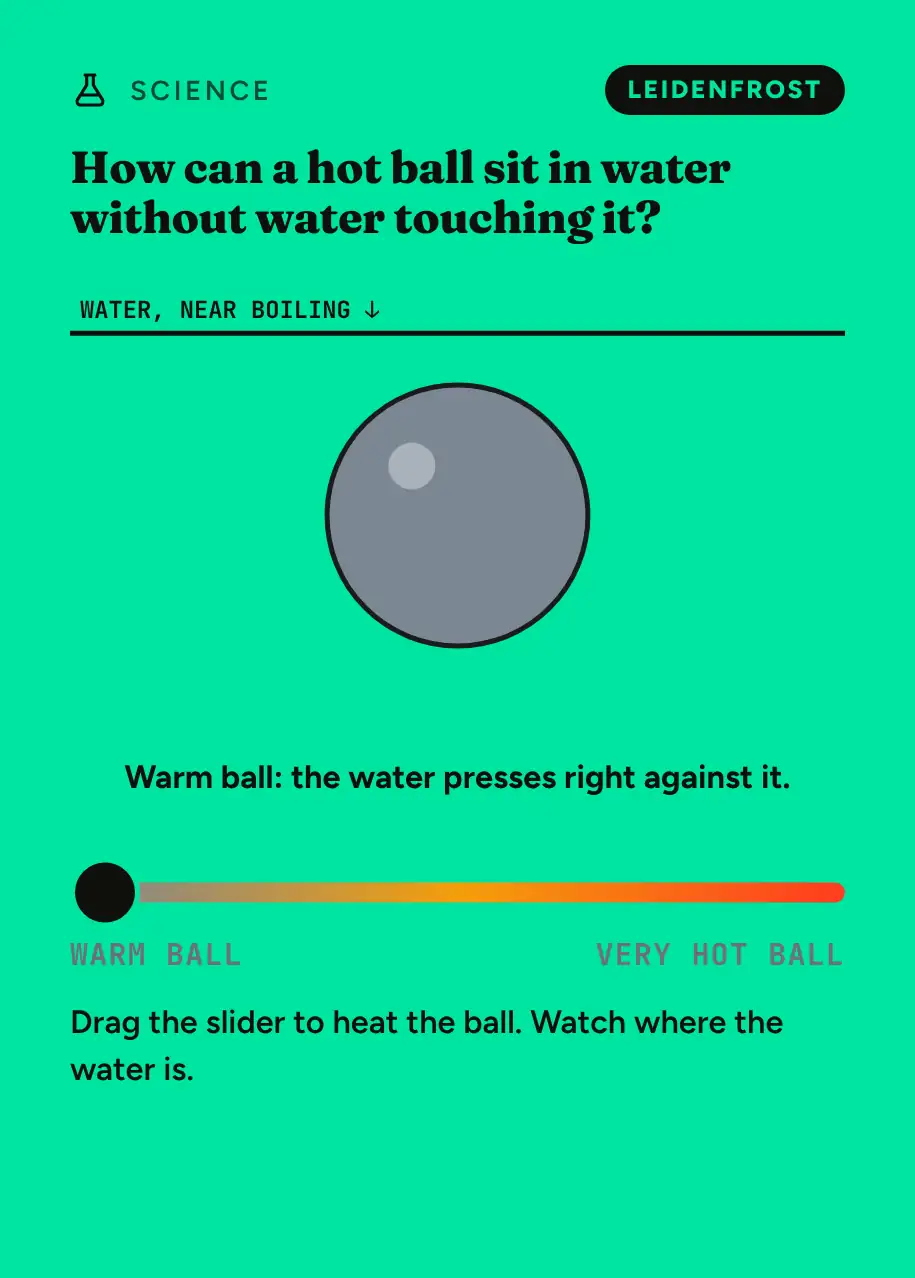 SCIENCE
LEIDENFROST
How can a hot ball sit in water
without water touching it?
WATER, NEAR BOILING ↓
Warm ball: the water presses right against it.
WARM BALL
VERY HOT BALL
Drag the slider to heat the ball. Watch where the
water is.